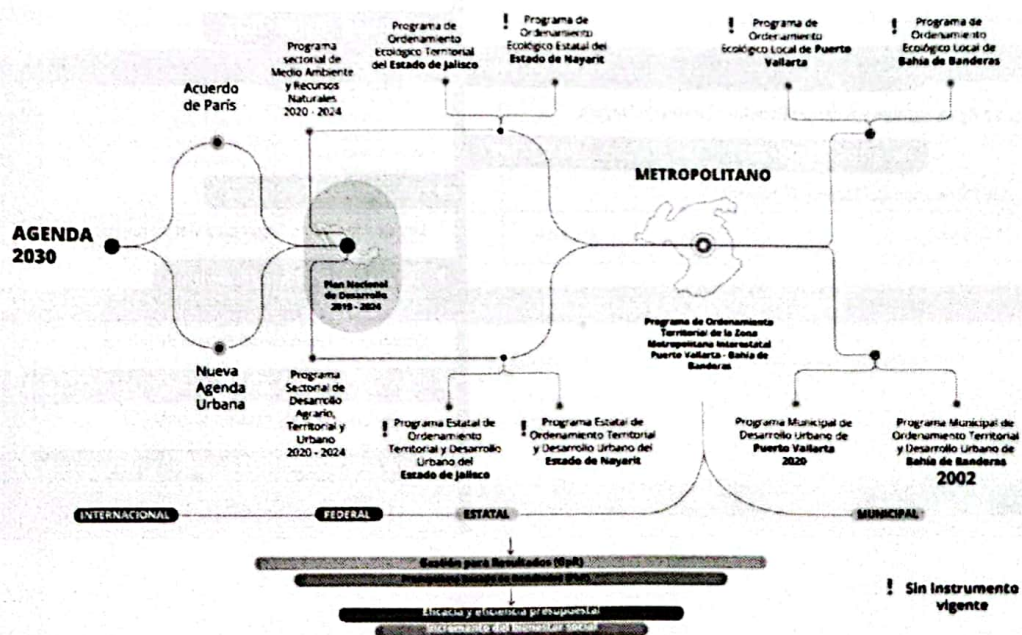 Programa de
Ordenamiento
Ecológico Territorial
del Estado de Jalisco
! Programa de
Ordenamiento
Ecológico Estatal del
Estado de Nayarit
! Programa de
Ordenamiento
Ecológico Local de Puerto
Vallarta
! Programa de
Ordenamiento
Ecológico Local de
Bahía de Banderas
Programa
sectorial de
Medio Ambiente
y Recursos
Naturales
2020 - 2024
Acuerdo
de París
METROPOLITANO
AGENDA
2030
Plan Nacional
de Desarrollo
2019 - 2024
Programa de Ordenamiento
Territorial de la Zona
Metropolitana Interestatal
Puerto Vallarta - Bahía de
Banderas
Nueva
Agenda
Urbana
Programa
Sectorial de
Desarrollo
Agrario,
Territorial y
Urbano
2020 - 2024
! Programa Estatal de
Ordenamiento
Territorial y Desarrollo
Urbano del
Estado de Jalisco
! Programa Estatal de
Ordenamiento Territorial
y Desarrollo Urbano del
Estado de Nayarit
Programa Municipal de
Desarrollo Urbano de
Puerto Vallarta
2020
Programa Municipal de
Ordenamiento Territorial
y Desarrollo Urbano de
Bahía de Banderas
2002
INTERNACIONAL
FEDERAL
ESTATAL
MUNICIPAL
Gestión para Resultados (GpR)
Eficacia y eficiencia presupuestal
Incremento del bienestar social
! Sin instrumento
vigente